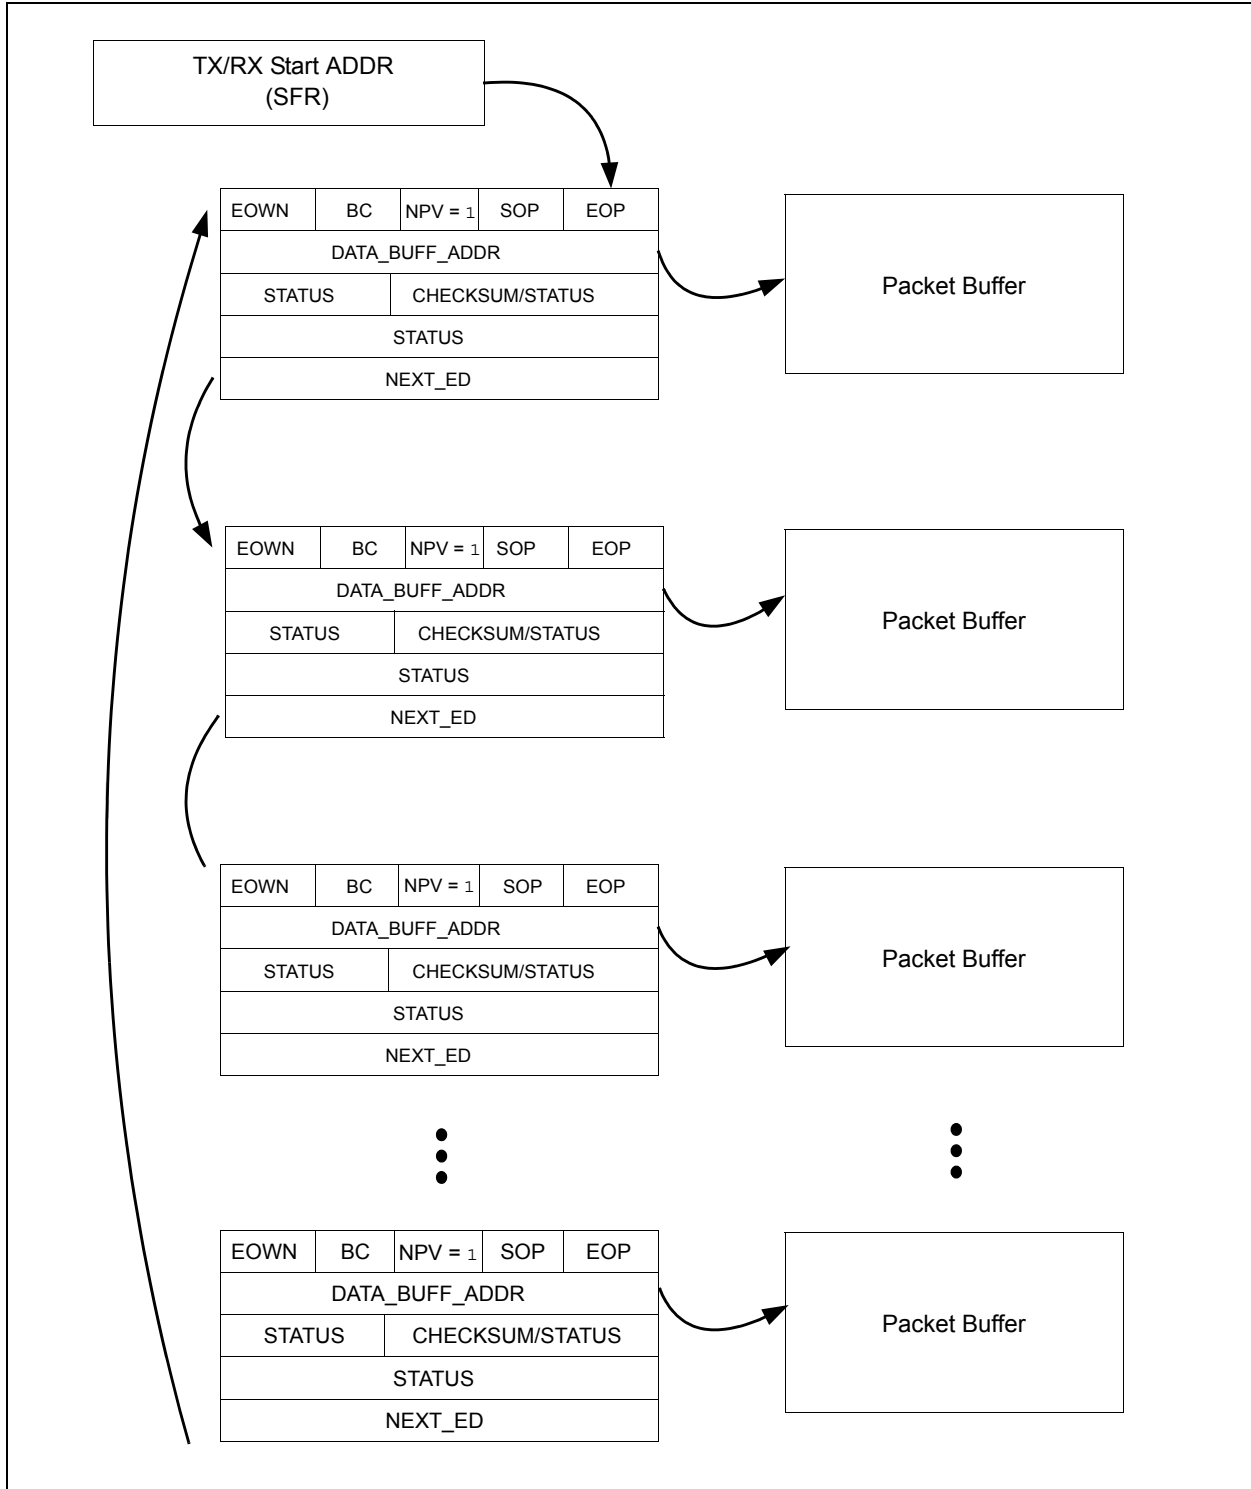 TX/RX Start ADDR
(SFR)
EOWN BC NPV = 1 SOP EOP
DATA_BUFF_ADDR
Packet Buffer
STATUS CHECKSUM/STATUS
STATUS
NEXT_ED
EOWN BC NPV = 1 SOP EOP
DATA_BUFF_ADDR
Packet Buffer
STATUS CHECKSUM/STATUS
STATUS
NEXT_ED
EOWN BC NPV = 1 SOP EOP
DATA_BUFF_ADDR
Packet Buffer
STATUS CHECKSUM/STATUS
STATUS
NEXT_ED
EOWN BC NPV = 1 SOP EOP
DATA_BUFF_ADDR
Packet Buffer
STATUS CHECKSUM/STATUS
STATUS
NEXT_ED